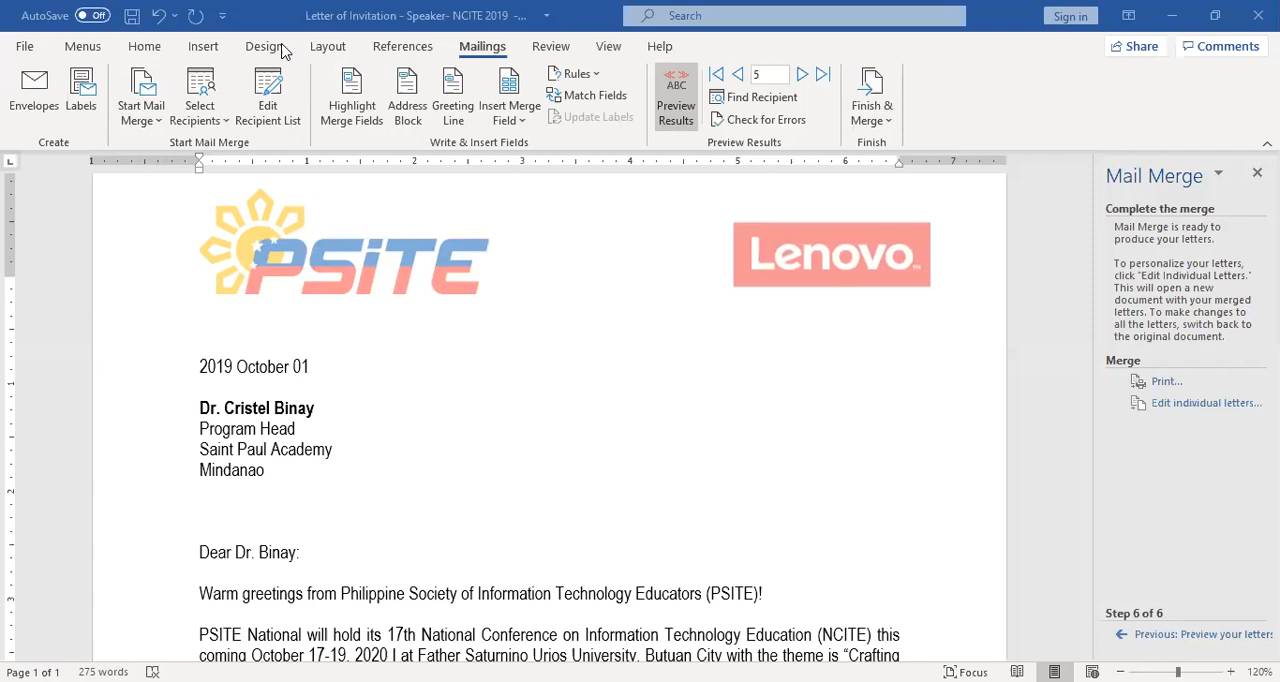 AutoSave Off Letter of Invitation - Speaker- NCITE 2019 -... Search Sign in
File Menus Home Insert Design Layout References Mailings Review View Help Share Comments
Envelopes Labels Start Mail Merge Select Recipients Edit Recipient List Highlight Merge Fields Address Block Greeting Line Insert Merge Field Rules Match Fields Update Labels ABC Preview Results 5 Find Recipient Check for Errors Finish & Merge
Create Start Mail Merge Write & Insert Fields Preview Results Finish
1 1 2 3 4 5 6 7
PSiTE Lenovo™
2019 October 01
Dr. Cristel Binay
Program Head
Saint Paul Academy
Mindanao
Dear Dr. Binay:
Warm greetings from Philippine Society of Information Technology Educators (PSITE)!
PSITE National will hold its 17th National Conference on Information Technology Education (NCITE) this
coming October 17-19, 2020 I at Father Saturnino Urios University, Butuan City with the theme is “Crafting
Mail Merge
Complete the merge
Mail Merge is ready to
produce your letters.
To personalize your letters,
click "Edit Individual Letters."
This will open a new
document with your merged
letters. To make changes to
all the letters, switch back to
the original document.
Merge
Print...
Edit individual letters...
Step 6 of 6
Previous: Preview your letters
Page 1 of 1 275 words Focus 120%